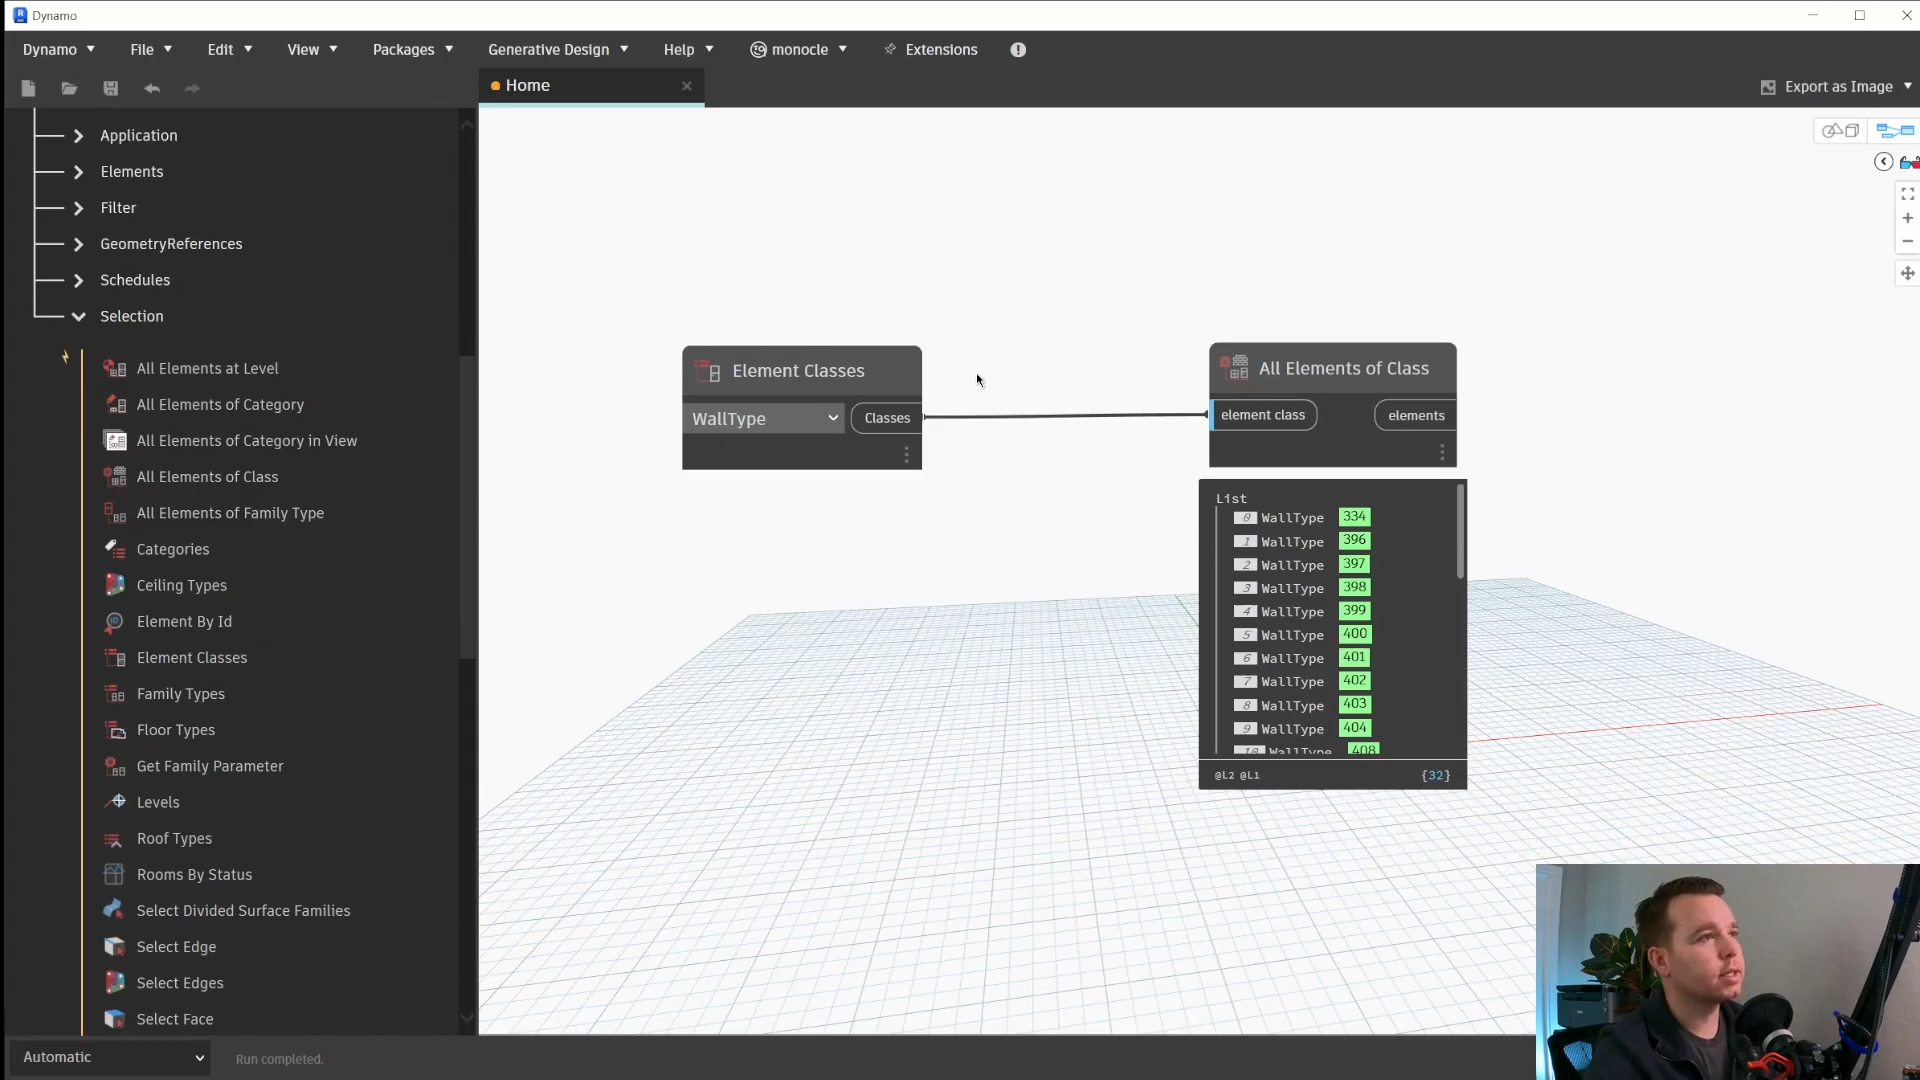 Dynamo
Dynamo File Edit View Packages Generative Design Help monocle Extensions
Home
Export as Image
Application
Elements
Filter
GeometryReferences
Schedules
Selection
All Elements at Level
All Elements of Category
All Elements of Category in View
All Elements of Class
All Elements of Family Type
Categories
Ceiling Types
Element By Id
Element Classes
Family Types
Floor Types
Get Family Parameter
Levels
Roof Types
Rooms By Status
Select Divided Surface Families
Select Edge
Select Edges
Select Face
Element Classes
WallType Classes
All Elements of Class
element class elements
List
0 WallType 334
1 WallType 396
2 WallType 397
3 WallType 398
4 WallType 399
5 WallType 400
6 WallType 401
7 WallType 402
8 WallType 403
9 WallType 404
10 WallType 408
@L2 @L1 {32}
Automatic Run completed.